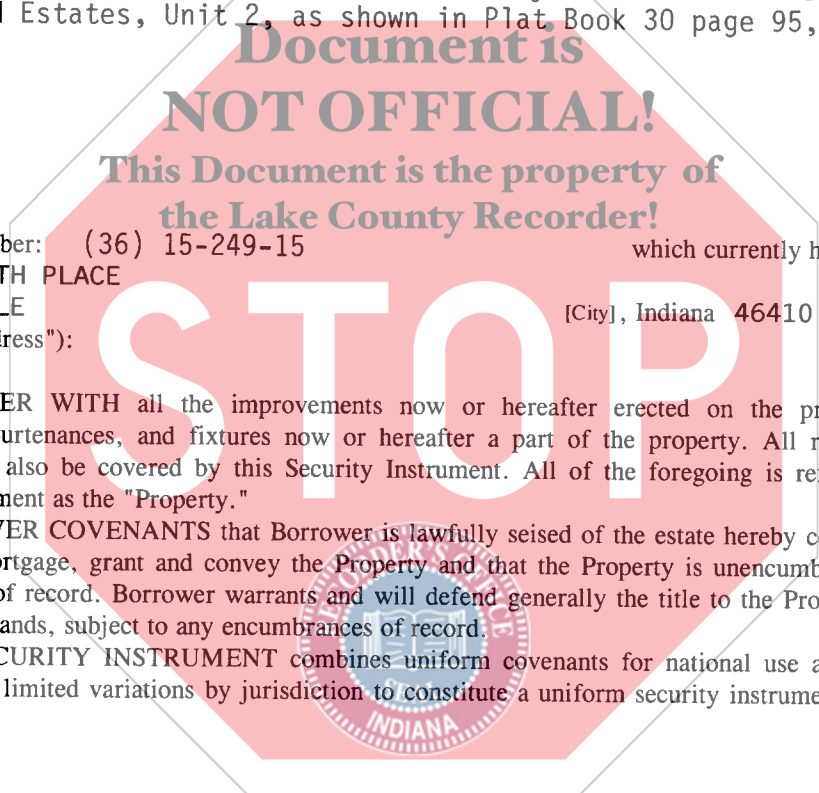 Estates, Unit 2, as shown in Plat Book 30 page 95,
Document is
NOT OFFICIAL!
This Document is the property of
the Lake County Recorder!
ber: (36) 15-249-15 which currently h
TH PLACE
LE [City], Indiana 46410
ress"):
STOP
ER WITH all the improvements now or hereafter erected on the pr
urtenances, and fixtures now or hereafter a part of the property. All r
also be covered by this Security Instrument. All of the foregoing is re
ment as the "Property."
ER COVENANTS that Borrower is lawfully seised of the estate hereby c
rtgage, grant and convey the Property and that the Property is unencumb
of record. Borrower warrants and will defend generally the title to the Pro
ands, subject to any encumbrances of record.
CURITY INSTRUMENT combines uniform covenants for national use a
limited variations by jurisdiction to constitute a uniform security instrume
RECORDER'S OFFICE
SEAL
INDIANA